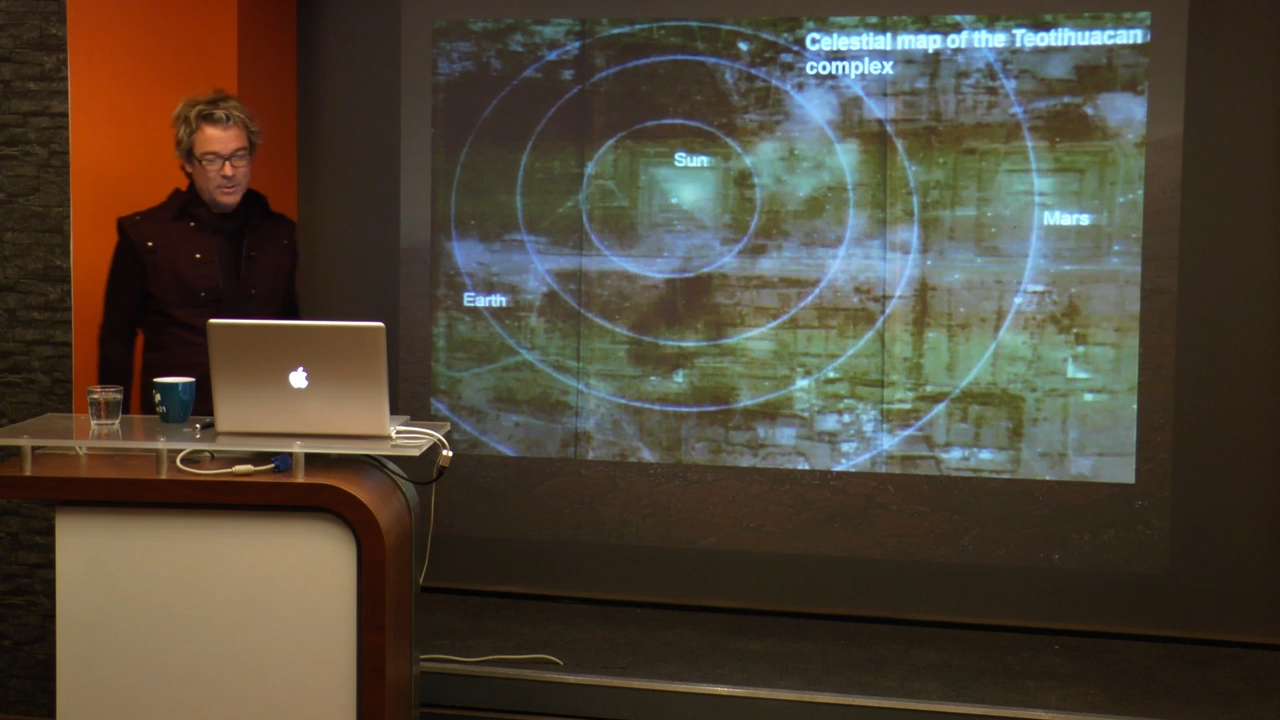 Celestial map of the Teotihuacan
complex
Sun
Mars
Earth